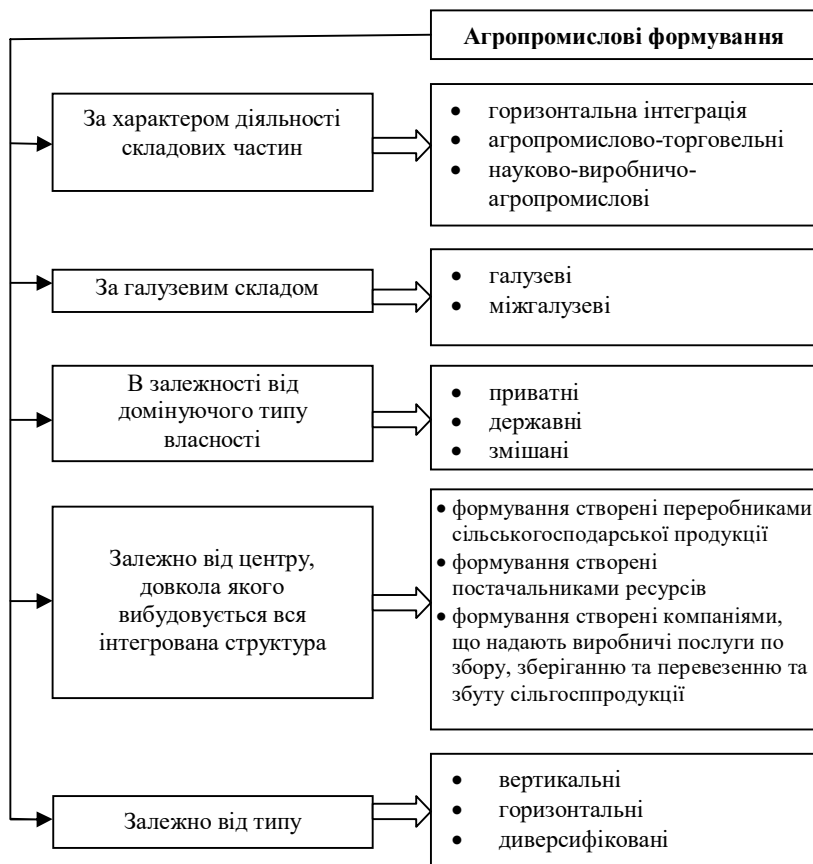 Агропромислові формування
За характером діяльності
складових частин
• горизонтальна інтеграція
• агропромислово-торговельні
• науково-виробничо-
агропромислові
За галузевим складом
• галузеві
• міжгалузеві
В залежності від
домінуючого типу
власності
• приватні
• державні
• змішані
Залежно від центру,
довкола якого
вибудовується вся
інтегрована структура
• формування створені переробниками
сільськогосподарської продукції
• формування створені
постачальниками ресурсів
• формування створені компаніями,
що надають виробничі послуги по
збору, зберіганню та перевезенню та
збуту сільгосппродукції
Залежно від типу
• вертикальні
• горизонтальні
• диверсифіковані